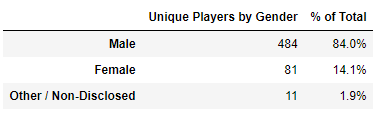 Unique Players by Gender % of Total
Male 484 84.0%
Female 81 14.1%
Other / Non-Disclosed 11 1.9%